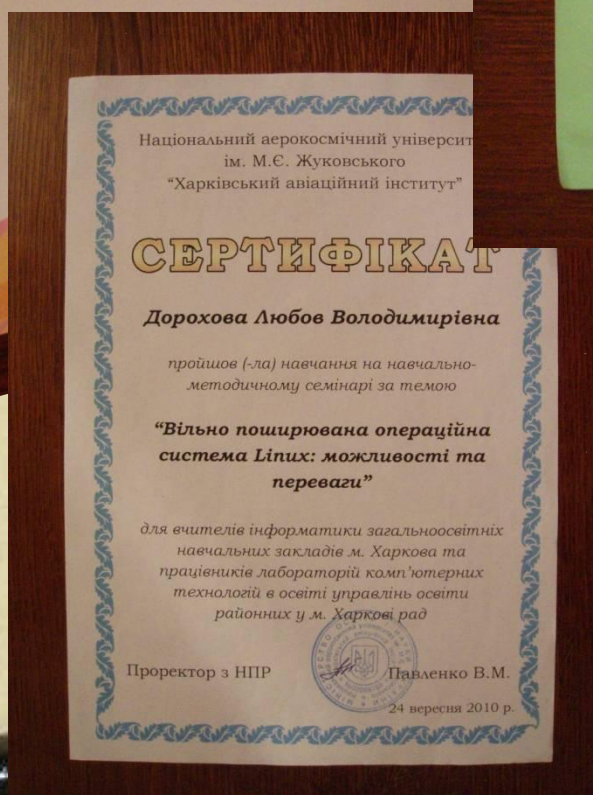 Національний аерокосмічний університ
ім. М.Є. Жуковського
“Харківський авіаційний інститут”
СЕРТИФІКАТ
Дорохова Любов Володимирівна
пройшов (-ла) навчання на навчально-
методичному семінарі за темою
“Вільно поширювана операційна
система Linux: можливості та
переваги”
для вчителів інформатики загальноосвітніх
навчальних закладів м. Харкова та
працівників лабораторій комп’ютерних
технологій в освіті управлінь освіти
районних у м. Харкові рад
Проректор з НПР
Павленко В.М.
24 вересня 2010 р.